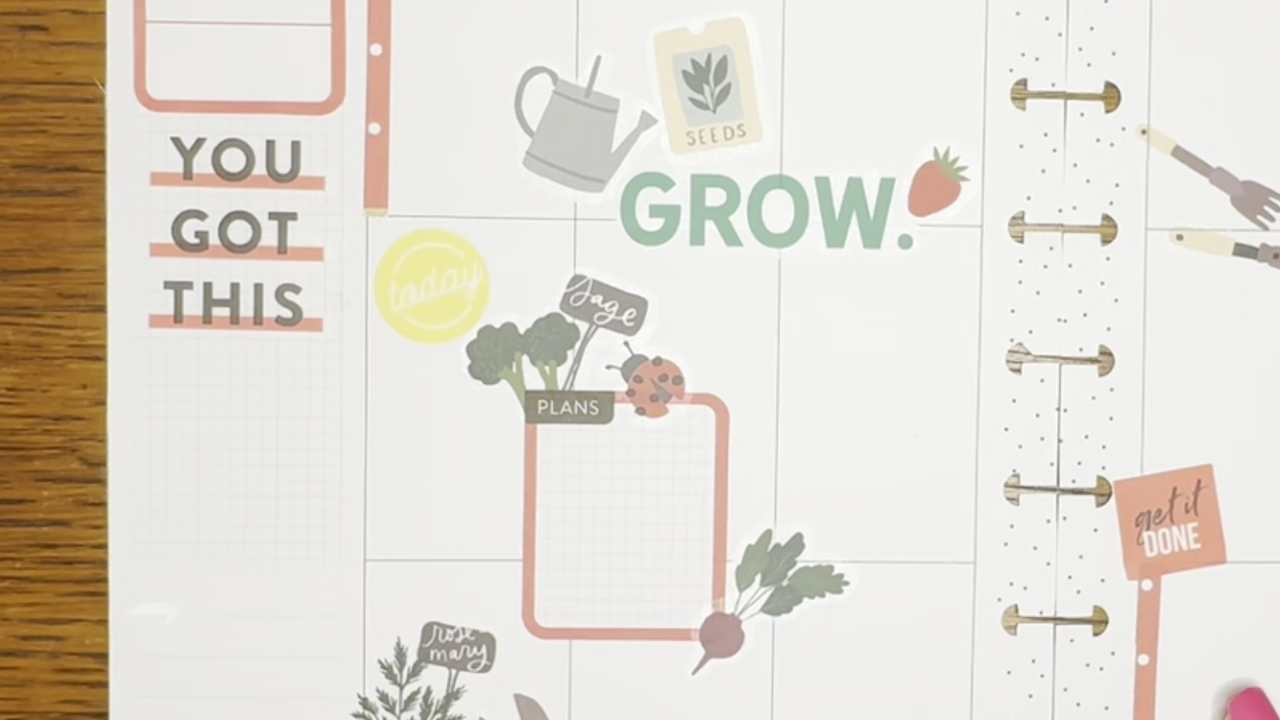 YOU
GOT
THIS
SEEDS
GROW.
today
sage
PLANS
get it
DONE
rose
mary